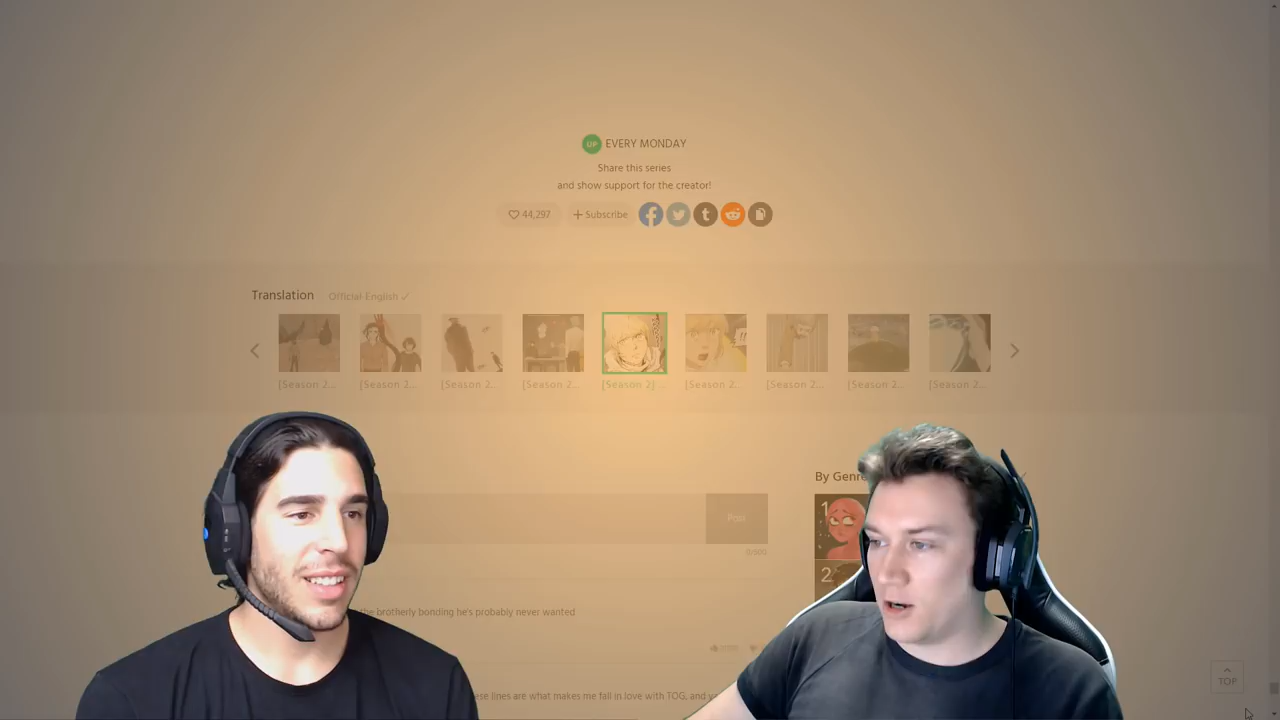 UP EVERY MONDAY
Share this series
and show support for the creator!
44,297
+ Subscribe
Translation
Official-English ✓
[Season 2...
[Season 2...
[Season 2...
[Season 2...
[Season 2]...
[Season 2...
[Season 2...
[Season 2...
[Season 2...
By Genre
Post
1
2
the brotherly bonding he's probably never wanted
ese lines are what makes me fall in love with TOG, and
TOP